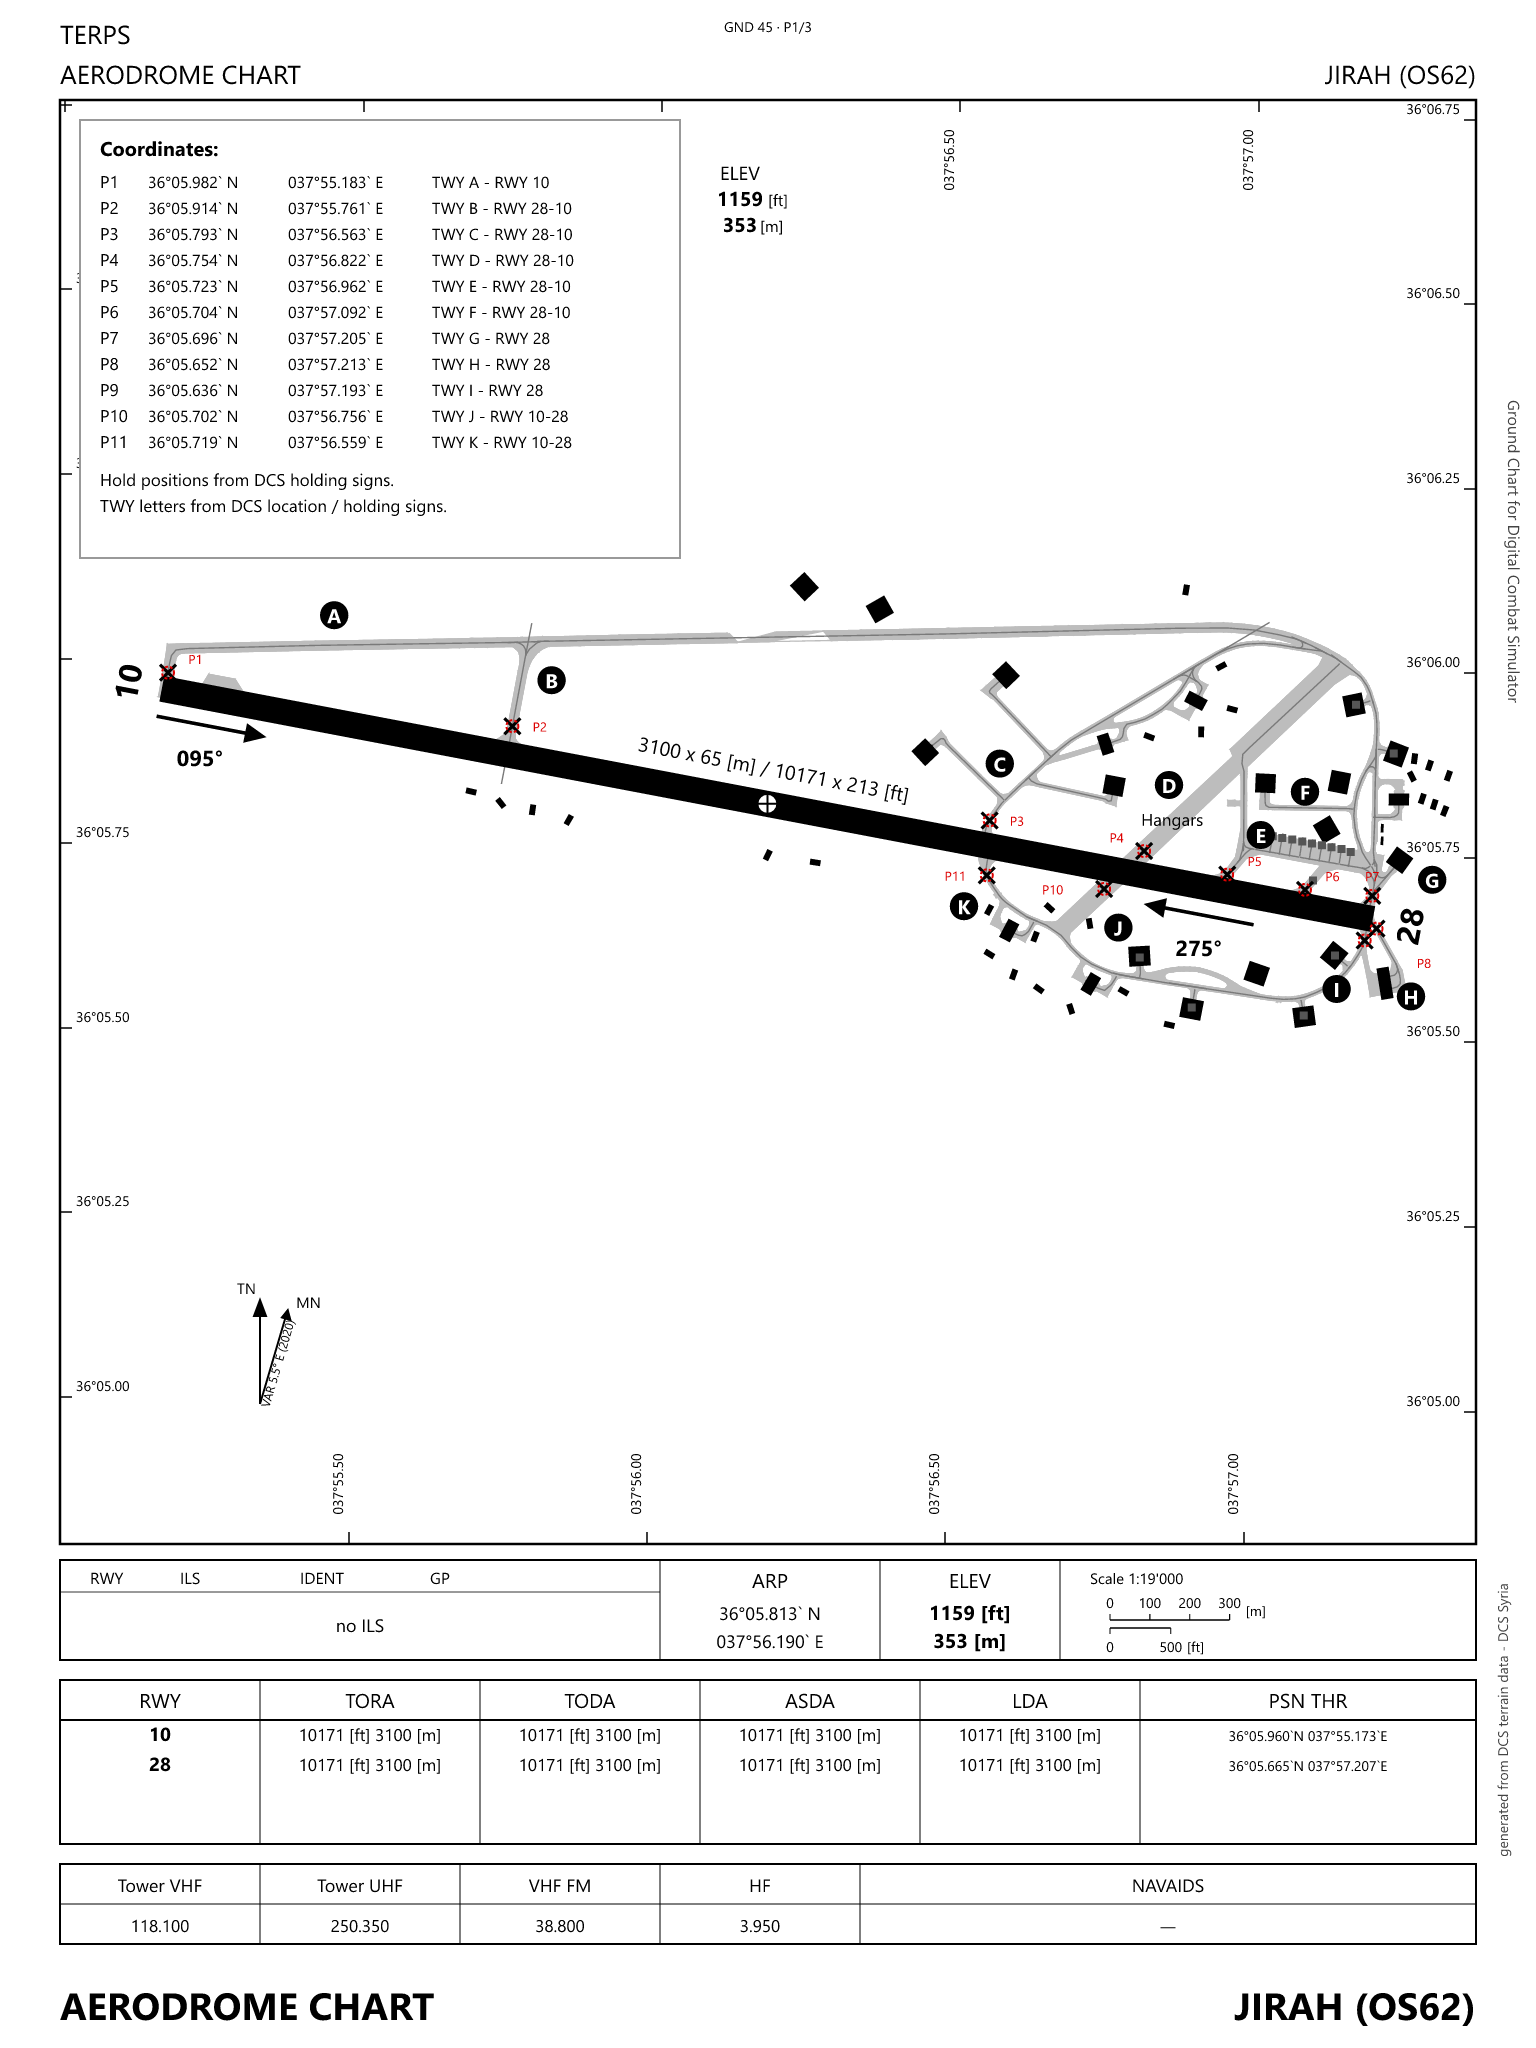 TERPS
GND 45 · P1/3
AERODROME CHART
JIRAH (OS62)
Coordinates:
P1 36°05.982` N 037°55.183` E TWY A - RWY 10
P2 36°05.914` N 037°55.761` E TWY B - RWY 28-10
P3 36°05.793` N 037°56.563` E TWY C - RWY 28-10
P4 36°05.754` N 037°56.822` E TWY D - RWY 28-10
P5 36°05.723` N 037°56.962` E TWY E - RWY 28-10
P6 36°05.704` N 037°57.092` E TWY F - RWY 28-10
P7 36°05.696` N 037°57.205` E TWY G - RWY 28
P8 36°05.652` N 037°57.213` E TWY H - RWY 28
P9 36°05.636` N 037°57.193` E TWY I - RWY 28
P10 36°05.702` N 037°56.756` E TWY J - RWY 10-28
P11 36°05.719` N 037°56.559` E TWY K - RWY 10-28
Hold positions from DCS holding signs.
TWY letters from DCS location / holding signs.
ELEV
1159 [ft]
353 [m]
037°56.50
037°57.00
36°06.75
36°06.50
36°06.25
36°06.00
36°05.75
36°05.50
36°05.25
36°05.00
Ground Chart for Digital Combat Simulator
A
P1
10
095°
B
P2
3100 x 65 [m] / 10171 x 213 [ft]
C
P3
D
Hangars
P4
F
E
P5
P6
P7
G
P11
P10
K
J
275°
28
P8
I
H
36°05.75
36°05.50
36°05.25
36°05.00
TN
MN
VAR 5.5° E (2020)
037°55.50
037°56.00
037°56.50
037°57.00
RWY ILS IDENT GP
no ILS
ARP
36°05.813` N
037°56.190` E
ELEV
1159 [ft]
353 [m]
Scale 1:19'000
0 100 200 300 [m]
0 500 [ft]
RWY TORA TODA ASDA LDA PSN THR
10 10171 [ft] 3100 [m] 10171 [ft] 3100 [m] 10171 [ft] 3100 [m] 10171 [ft] 3100 [m] 36°05.960`N 037°55.173`E
28 10171 [ft] 3100 [m] 10171 [ft] 3100 [m] 10171 [ft] 3100 [m] 10171 [ft] 3100 [m] 36°05.665`N 037°57.207`E
generated from DCS terrain data - DCS Syria
Tower VHF Tower UHF VHF FM HF NAVAIDS
118.100 250.350 38.800 3.950 —
AERODROME CHART
JIRAH (OS62)